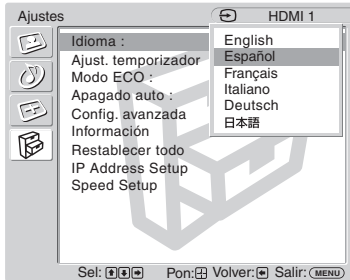 Ajustes
HDMI 1
Idioma :
Ajust. temporizador
Modo ECO :
Apagado auto :
Config. avanzada
Información
Restablecer todo
IP Address Setup
Speed Setup
English
Español
Français
Italiano
Deutsch
日本語
Sel: Pon: Volver: Salir: MENU